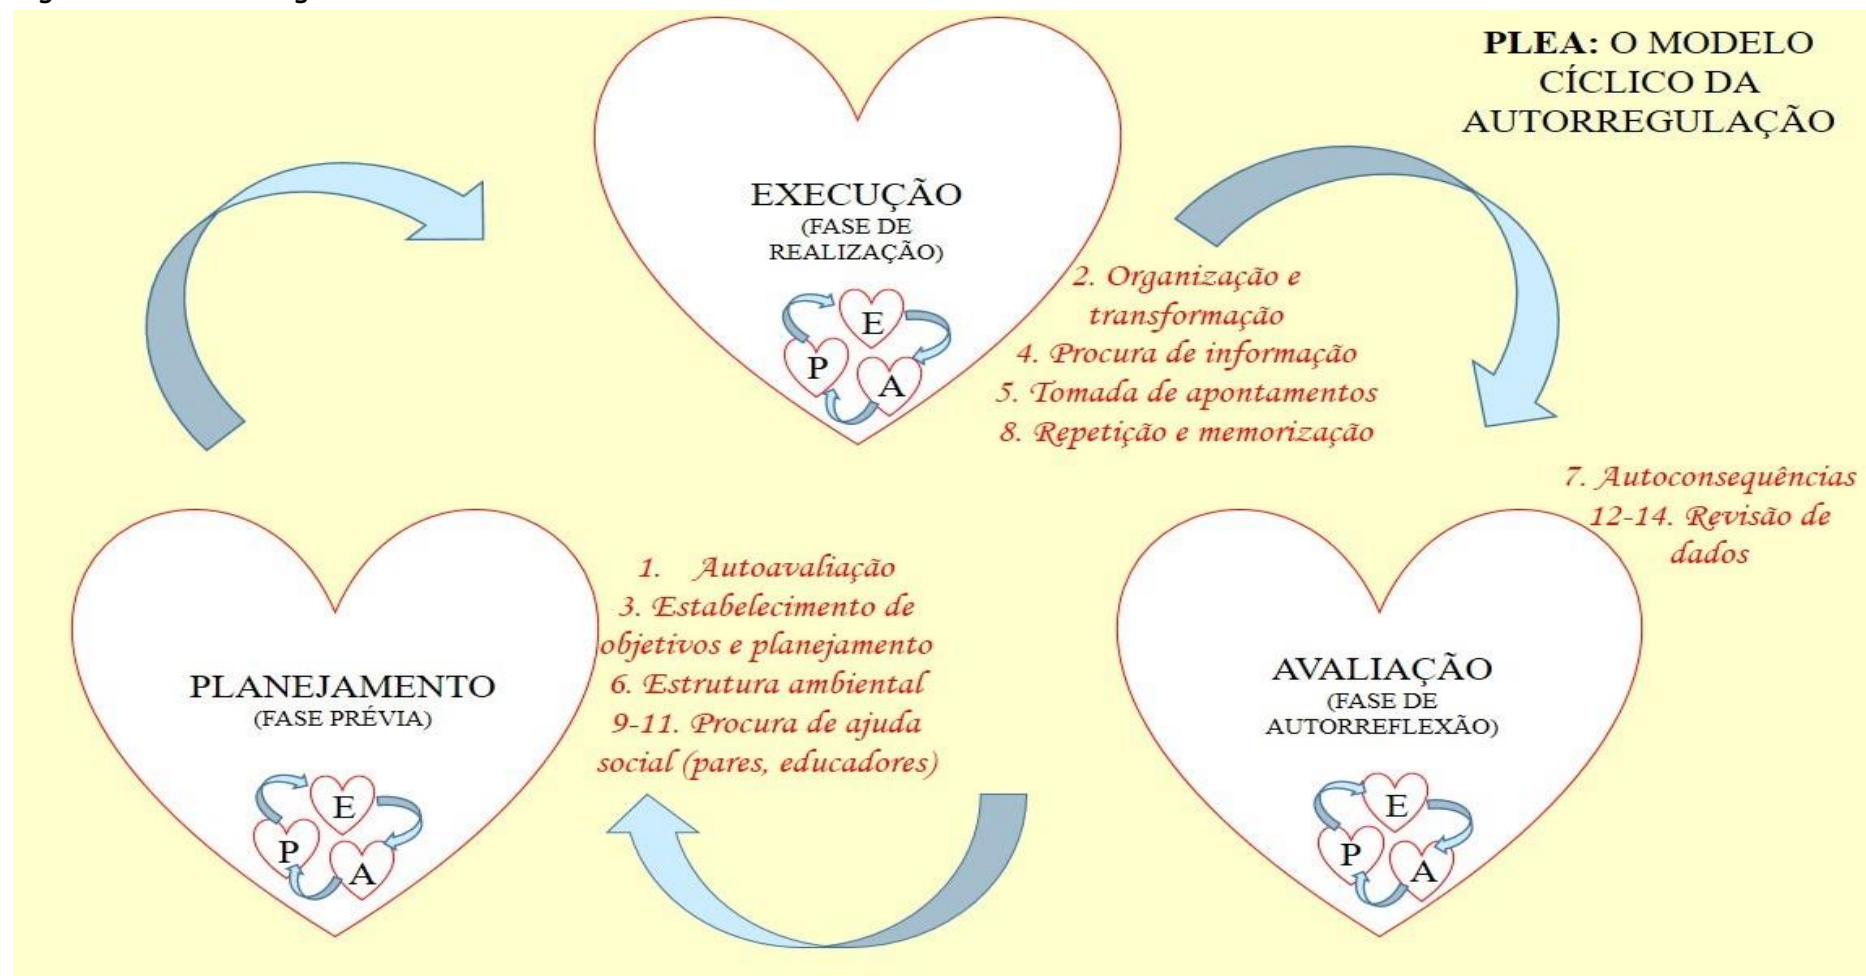 PLEA: O MODELO
CÍCLICO DA
AUTORREGULAÇÃO
EXECUÇÃO
(FASE DE
REALIZAÇÃO)
E
P
A
2. Organização e
transformação
4. Procura de informação
5. Tomada de apontamentos
8. Repetição e memorização
7. Autoconsequências
12-14. Revisão de
dados
PLANEJAMENTO
(FASE PRÉVIA)
E
P
A
1. Autoavaliação
3. Estabelecimento de
objetivos e planejamento
6. Estrutura ambiental
9-11. Procura de ajuda
social (pares, educadores)
AVALIAÇÃO
(FASE DE
AUTORREFLEXÃO)
E
P
A